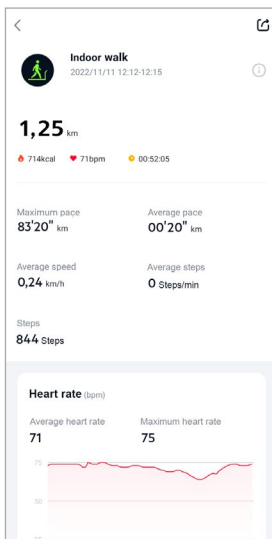 Indoor walk
2022/11/11 12:12-12:15
1,25 km
714kcal 71bpm 00:52:05
Maximum pace Average pace
83'20" km 00'20" km
Average speed Average steps
0,24 km/h 0 Steps/min
Steps
844 Steps
Heart rate (bpm)
Average heart rate Maximum heart rate
71 75
75
50